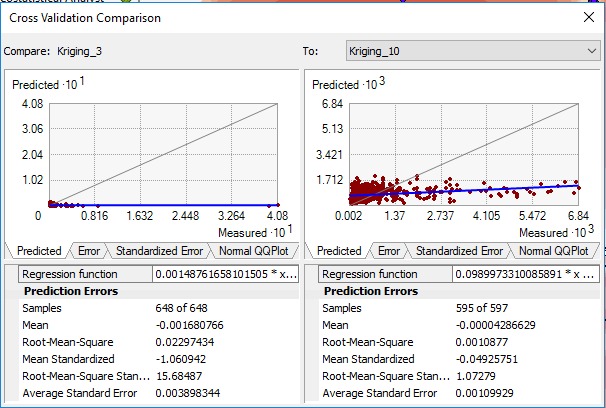 Cross Validation Comparison
Compare: Kriging_3
To: Kriging_10
Predicted ·10 1
4.08
3.06
2.04
1.02
0 0.816 1.632 2.448 3.264 4.08
Measured ·10 1
Predicted Error Standardized Error Normal QQPlot
Regression function 0.00148761658101505 * x...
Prediction Errors
Samples 648 of 648
Mean -0.001680766
Root-Mean-Square 0.02297434
Mean Standardized -1.060942
Root-Mean-Square Stan... 15.68487
Average Standard Error 0.003898344
Predicted ·10 3
6.84
5.13
3.421
1.712
0.002 1.37 2.737 4.105 5.472 6.84
Measured ·10 3
Predicted Error Standardized Error Normal QQPlot
Regression function 0.0989973310085891 * x...
Prediction Errors
Samples 595 of 597
Mean -0.00004286629
Root-Mean-Square 0.0010877
Mean Standardized -0.04925751
Root-Mean-Square Stan... 1.07279
Average Standard Error 0.00109929